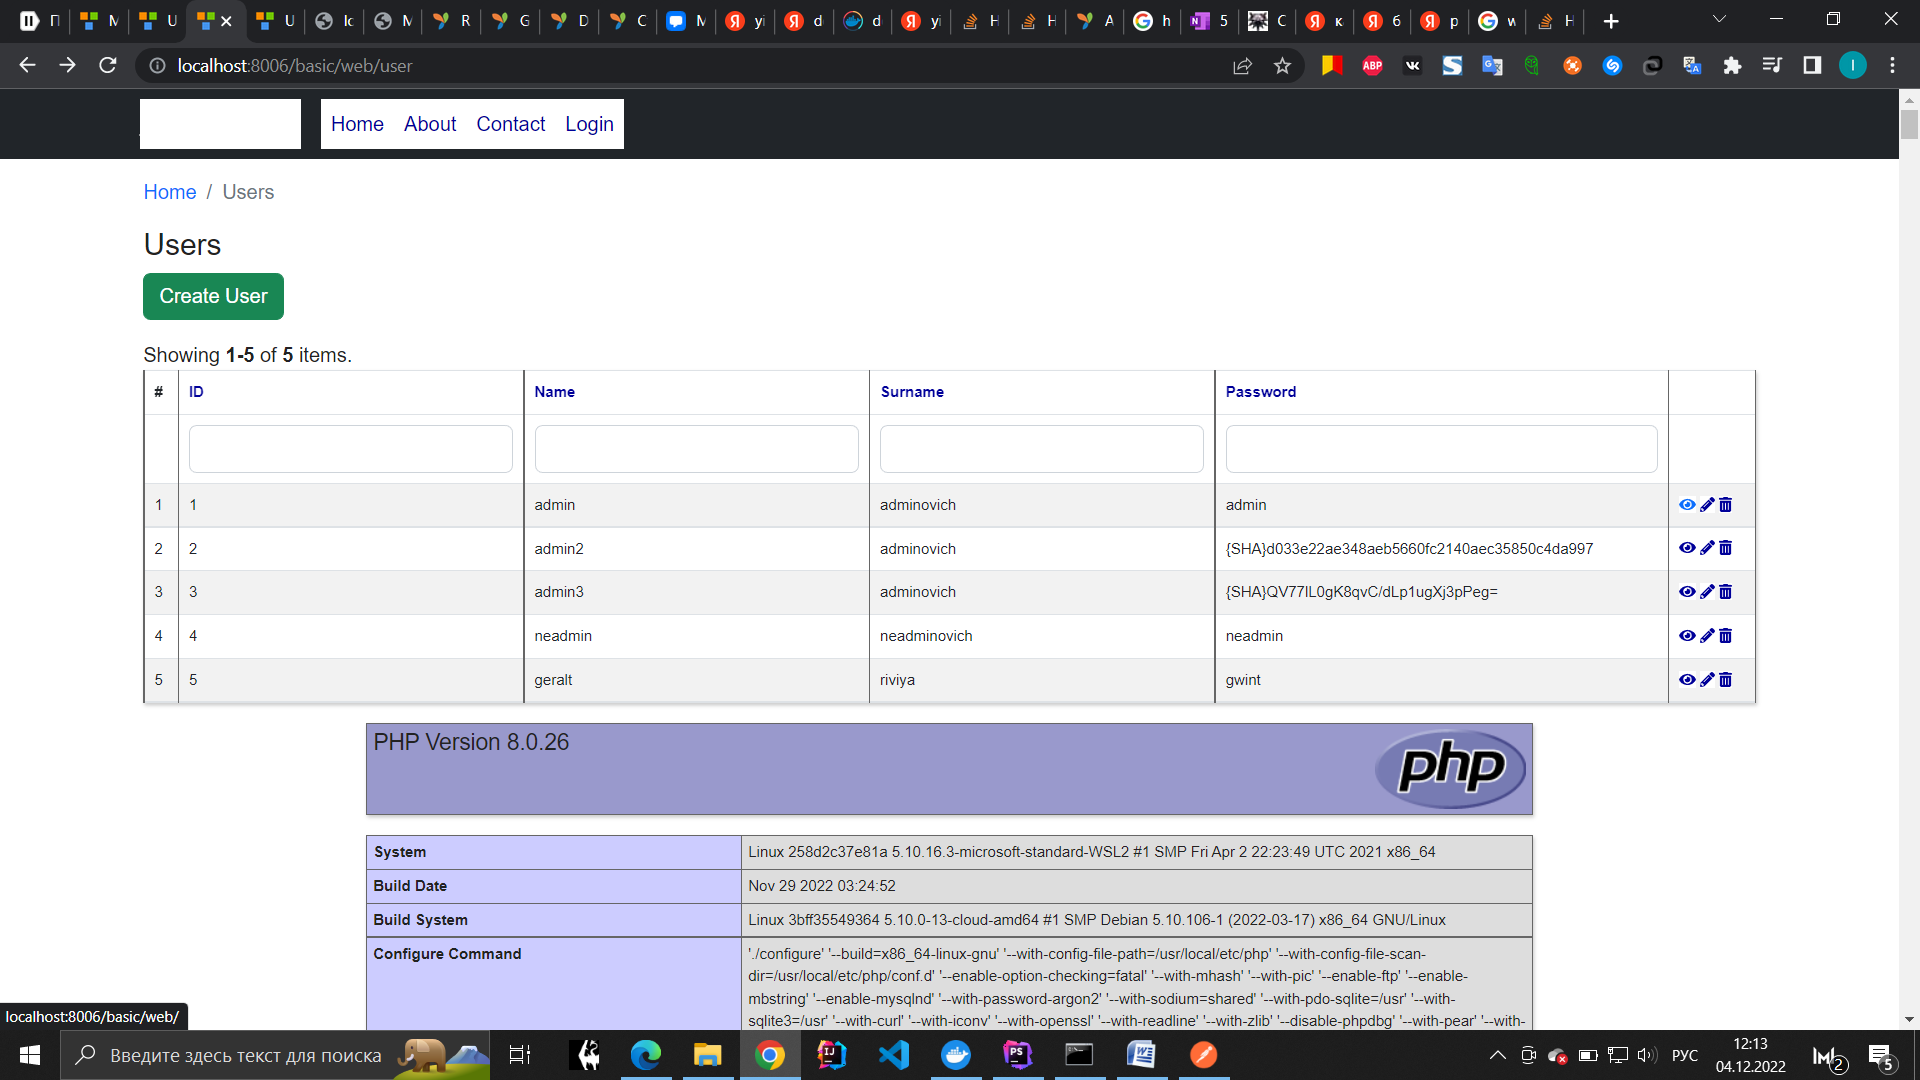 П
M
U
U
Ic
M
R
G
D
C
M
yi
d
d
yi
H
H
A
h
5
C
к
б
р
w
H
localhost:8006/basic/web/user
ABP
I
Home About Contact Login
Home / Users
Users
Create User
Showing 1-5 of 5 items.
# ID Name Surname Password
1 1 admin adminovich admin
2 2 admin2 adminovich {SHA}d033e22ae348aeb5660fc2140aec35850c4da997
3 3 admin3 adminovich {SHA}QV77IL0gK8qvC/dLp1ugXj3pPeg=
4 4 neadmin neadminovich neadmin
5 5 geralt riviya gwint
PHP Version 8.0.26
php
System Linux 258d2c37e81a 5.10.16.3-microsoft-standard-WSL2 #1 SMP Fri Apr 2 22:23:49 UTC 2021 x86_64
Build Date Nov 29 2022 03:24:52
Build System Linux 3bff35549364 5.10.0-13-cloud-amd64 #1 SMP Debian 5.10.106-1 (2022-03-17) x86_64 GNU/Linux
Configure Command './configure' '--build=x86_64-linux-gnu' '--with-config-file-path=/usr/local/etc/php' '--with-config-file-scan-
dir=/usr/local/etc/php/conf.d' '--enable-option-checking=fatal' '--with-mhash' '--with-pic' '--enable-ftp' '--enable-
mbstring' '--enable-mysqlnd' '--with-password-argon2' '--with-sodium=shared' '--with-pdo-sqlite=/usr' '--with-
sqlite3=/usr' '--with-curl' '--with-iconv' '--with-openssl' '--with-readline' '--with-zlib' '--disable-phpdbg' '--with-pear' '--with-
localhost:8006/basic/web/
Введите здесь текст для поиска
РУС
12:13
04.12.2022
2
5